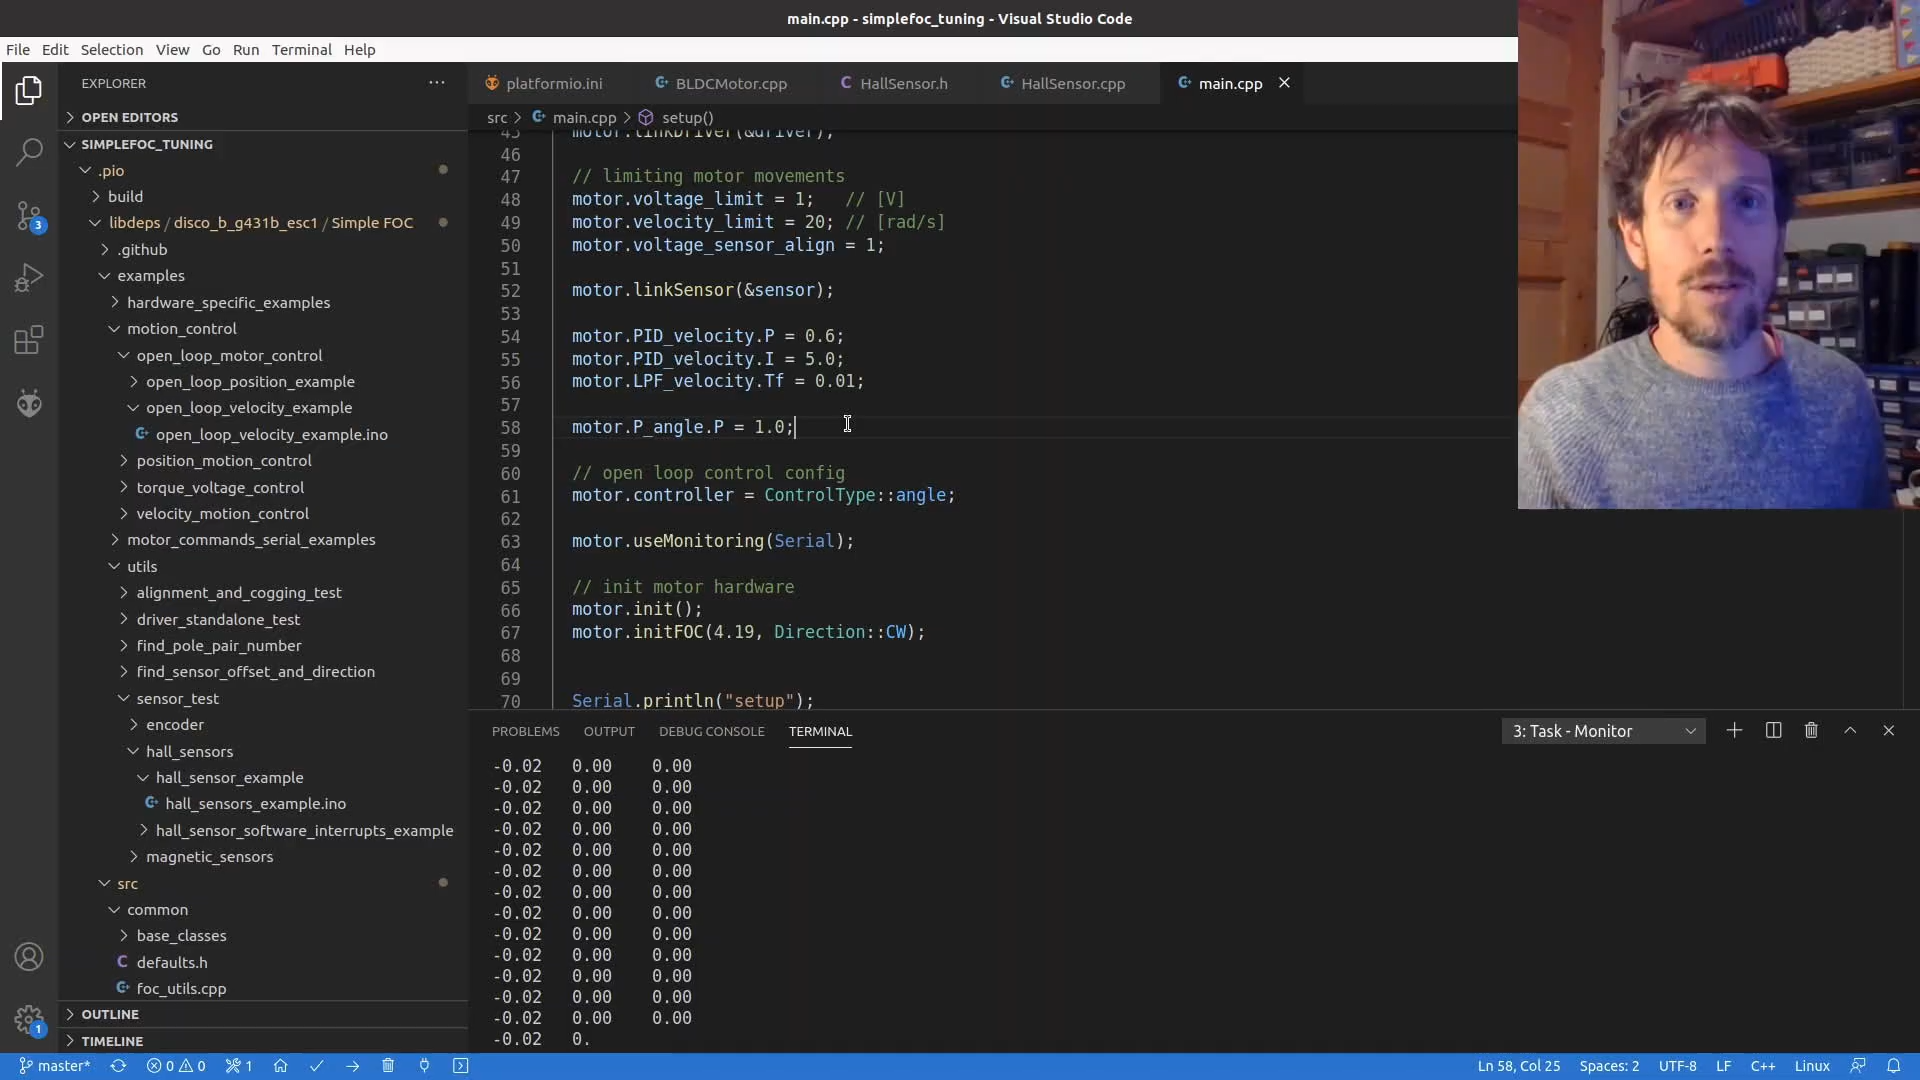 main.cpp - simplefoc_tuning - Visual Studio Code
File Edit Selection View Go Run Terminal Help
EXPLORER
OPEN EDITORS
SIMPLEFOC_TUNING
.pio
build
libdeps / disco_b_g431b_esc1 / Simple FOC
.github
examples
hardware_specific_examples
motion_control
open_loop_motor_control
open_loop_position_example
open_loop_velocity_example
open_loop_velocity_example.ino
position_motion_control
torque_voltage_control
velocity_motion_control
motor_commands_serial_examples
utils
alignment_and_cogging_test
driver_standalone_test
find_pole_pair_number
find_sensor_offset_and_direction
sensor_test
encoder
hall_sensors
hall_sensor_example
hall_sensors_example.ino
hall_sensor_software_interrupts_example
magnetic_sensors
src
common
base_classes
defaults.h
foc_utils.cpp
OUTLINE
TIMELINE
3
1
platformio.ini BLDCMotor.cpp HallSensor.h HallSensor.cpp main.cpp
src > main.cpp > setup()
45 motor.linkDriver(&driver);
46
47 // limiting motor movements
48 motor.voltage_limit = 1; // [V]
49 motor.velocity_limit = 20; // [rad/s]
50 motor.voltage_sensor_align = 1;
51
52 motor.linkSensor(&sensor);
53
54 motor.PID_velocity.P = 0.6;
55 motor.PID_velocity.I = 5.0;
56 motor.LPF_velocity.Tf = 0.01;
57
58 motor.P_angle.P = 1.0;
59
60 // open loop control config
61 motor.controller = ControlType::angle;
62
63 motor.useMonitoring(Serial);
64
65 // init motor hardware
66 motor.init();
67 motor.initFOC(4.19, Direction::CW);
68
69
70 Serial.println("setup");
PROBLEMS OUTPUT DEBUG CONSOLE TERMINAL 3: Task - Monitor
-0.02 0.00 0.00
-0.02 0.00 0.00
-0.02 0.00 0.00
-0.02 0.00 0.00
-0.02 0.00 0.00
-0.02 0.00 0.00
-0.02 0.00 0.00
-0.02 0.00 0.00
-0.02 0.00 0.00
-0.02 0.00 0.00
-0.02 0.00 0.00
-0.02 0.00 0.00
-0.02 0.00 0.00
-0.02 0.
master* 0 0 1 Ln 58, Col 25 Spaces: 2 UTF-8 LF C++ Linux